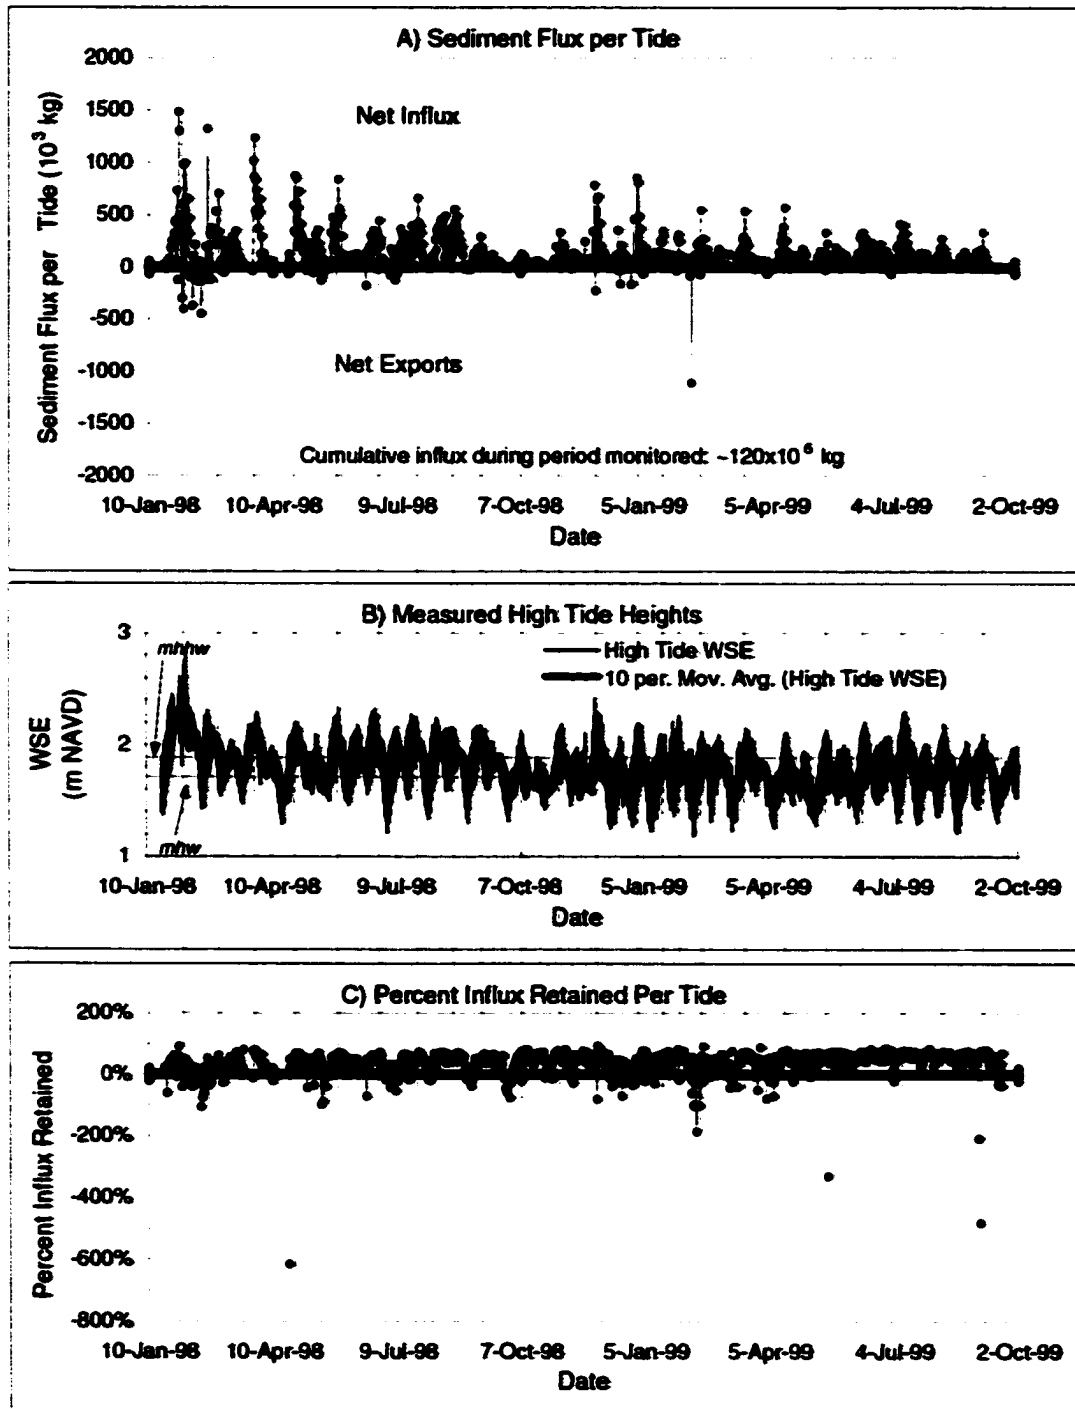 A) Sediment Flux per Tide
Sediment Flux per Tide (10³ kg)
2000
1500
1000
500
0
-500
-1000
-1500
-2000
Net Influx
Net Exports
Cumulative influx during period monitored: ~120x10⁶ kg
10-Jan-98 10-Apr-98 9-Jul-98 7-Oct-98 5-Jan-99 5-Apr-99 4-Jul-99 2-Oct-99
Date
B) Measured High Tide Heights
WSE
(m NAVD)
3
2
1
mhhw
mhw
High Tide WSE
10 per. Mov. Avg. (High Tide WSE)
10-Jan-98 10-Apr-98 9-Jul-98 7-Oct-98 5-Jan-99 5-Apr-99 4-Jul-99 2-Oct-99
Date
C) Percent Influx Retained Per Tide
Percent Influx Retained
200%
0%
-200%
-400%
-600%
-800%
10-Jan-98 10-Apr-98 9-Jul-98 7-Oct-98 5-Jan-99 5-Apr-99 4-Jul-99 2-Oct-99
Date